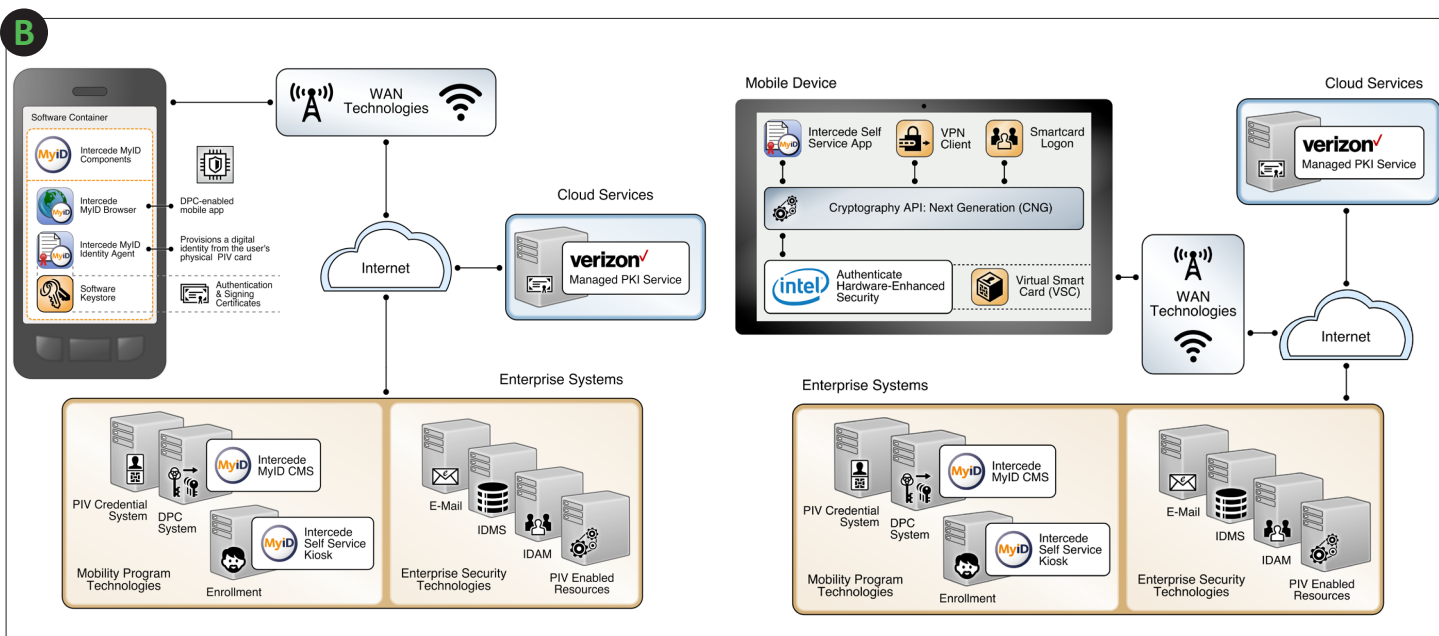 B
Software Container
MyiD
Intercede MyID
Components
MyiD
Intercede
MyID Browser
MyiD
Intercede MyID
Identity Agent
Software
Keystore
DPC-enabled
mobile app
Provisions a digital
identity from the user's
physical PIV card
Authentication
& Signing
Certificates
WAN
Technologies
Internet
Cloud Services
verizon✓
Managed PKI Service
Enterprise Systems
PIV Credential
System
DPC
System
MyiD
Intercede
MyID CMS
MyiD
Intercede
Self Service
Kiosk
Enrollment
Mobility Program
Technologies
E-Mail
IDMS
IDAM
PIV Enabled
Resources
Enterprise Security
Technologies
Mobile Device
MyiD
Intercede Self
Service App
VPN
Client
Smartcard
Logon
Cryptography API: Next Generation (CNG)
intel
Authenticate
Hardware-Enhanced
Security
Virtual Smart
Card (VSC)
WAN
Technologies
Cloud Services
verizon✓
Managed PKI Service
Internet
Enterprise Systems
PIV Credential
System
DPC
System
MyiD
Intercede
MyID CMS
MyiD
Intercede
Self Service
Kiosk
Enrollment
Mobility Program
Technologies
E-Mail
IDMS
IDAM
PIV Enabled
Resources
Enterprise Security
Technologies